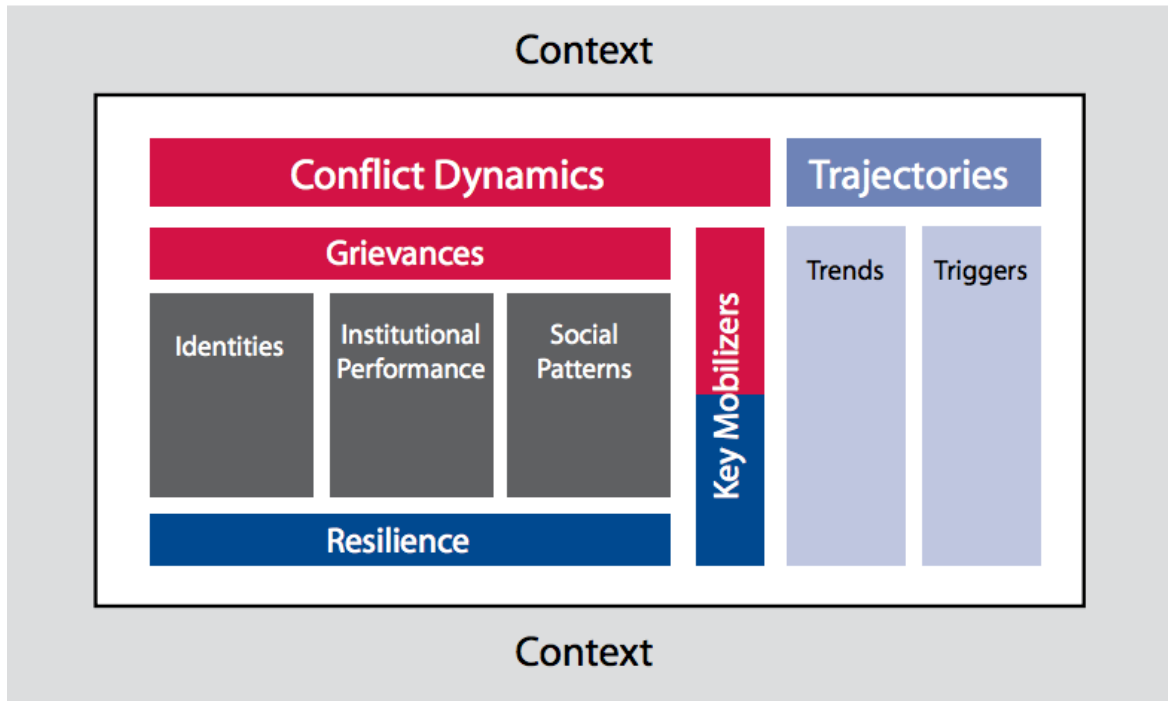 Context
Conflict Dynamics
Trajectories
Grievances
Identities
Institutional
Performance
Social
Patterns
Resilience
Key Mobilizers
Trends
Triggers
Context